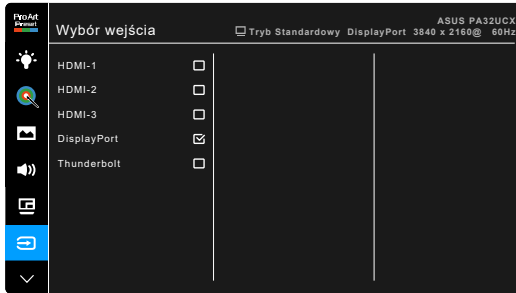 ProArt
Preset
ASUS PA32UCX
Wybór wejścia
Tryb Standardowy DisplayPort 3840 x 2160@ 60Hz
HDMI-1
HDMI-2
HDMI-3
DisplayPort
Thunderbolt